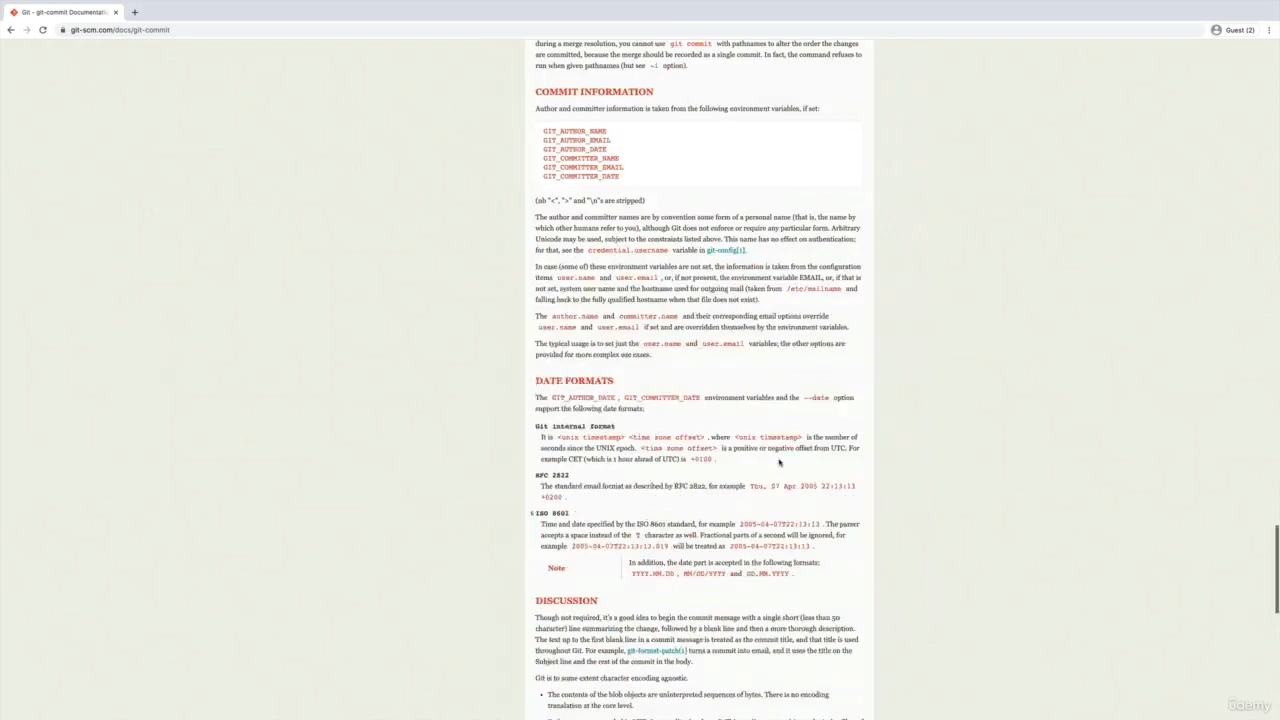 Git - git-commit Documentatio
git-scm.com/docs/git-commit
Guest (2)
during a merge resolution, you cannot use git commit with pathnames to alter the order the changes
are committed, because the merge should be recorded as a single commit. In fact, the command refuses to
run when given pathnames (but see -i option).
COMMIT INFORMATION
Author and committer information is taken from the following environment variables, if set:
GIT_AUTHOR_NAME
GIT_AUTHOR_EMAIL
GIT_AUTHOR_DATE
GIT_COMMITTER_NAME
GIT_COMMITTER_EMAIL
GIT_COMMITTER_DATE
(nb "<", ">" and "\n"s are stripped)
The author and committer names are by convention some form of a personal name (that is, the name by
which other humans refer to you), although Git does not enforce or require any particular form. Arbitrary
Unicode may be used, subject to the constraints listed above. This name has no effect on authentication;
for that, see the credential.username variable in git-config[1].
In case (some of) these environment variables are not set, the information is taken from the configuration
items user.name and user.email, or, if not present, the environment variable EMAIL, or, if that is
not set, system user name and the hostname used for outgoing mail (taken from /etc/mailname and
falling back to the fully qualified hostname when that file does not exist).
The author.name and committer.name and their corresponding email options override
user.name and user.email if set and are overridden themselves by the environment variables.
The typical usage is to set just the user.name and user.email variables; the other options are
provided for more complex use cases.
DATE FORMATS
The GIT_AUTHOR_DATE, GIT_COMMITTER_DATE environment variables and the --date option
support the following date formats:
Git internal format
It is <unix timestamp> <time zone offset>, where <unix timestamp> is the number of
seconds since the UNIX epoch. <time zone offset> is a positive or negative offset from UTC. For
example CET (which is 1 hour ahead of UTC) is +0100.
RFC 2822
The standard email format as described by RFC 2822, for example Thu, 07 Apr 2005 22:13:13
+0200.
§ ISO 8601
Time and date specified by the ISO 8601 standard, for example 2005-04-07T22:13:13. The parser
accepts a space instead of the T character as well. Fractional parts of a second will be ignored, for
example 2005-04-07T22:13:13.019 will be treated as 2005-04-07T22:13:13.
Note
In addition, the date part is accepted in the following formats:
YYYY.MM.DD, MM/DD/YYYY and DD.MM.YYYY.
DISCUSSION
Though not required, it's a good idea to begin the commit message with a single short (less than 50
character) line summarizing the change, followed by a blank line and then a more thorough description.
The text up to the first blank line in a commit message is treated as the commit title, and that title is used
throughout Git. For example, git-format-patch[1] turns a commit into email, and it uses the title on the
Subject line and the rest of the commit in the body.
Git is to some extent character encoding agnostic.
• The contents of the blob objects are uninterpreted sequences of bytes. There is no encoding
translation at the core level.
Udemy